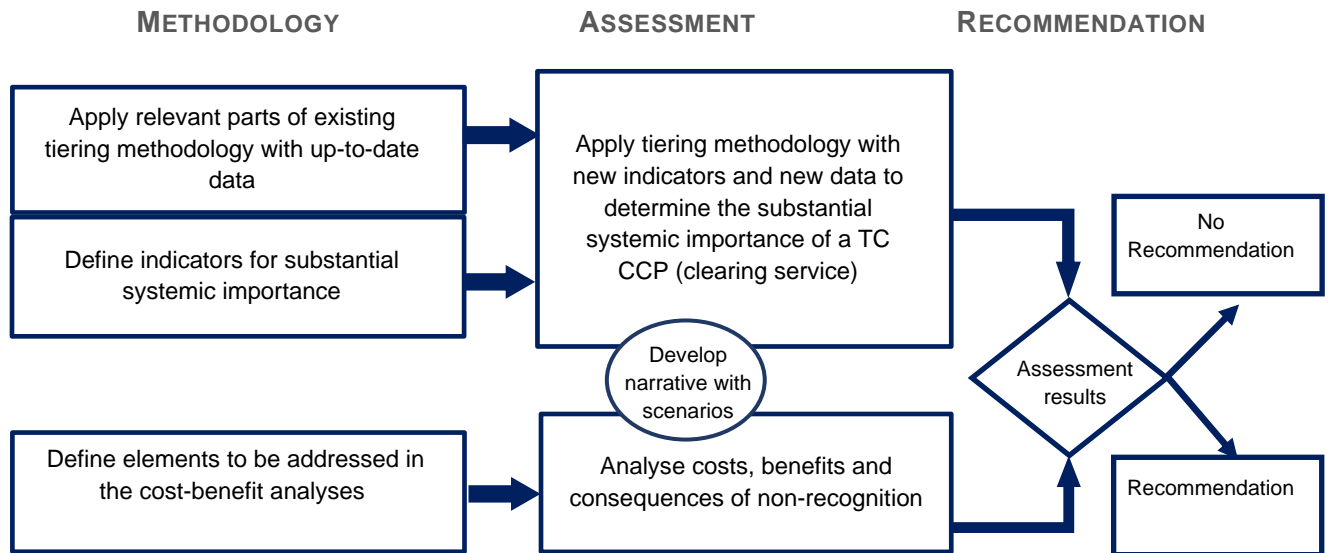 METHODOLOGY
ASSESSMENT
RECOMMENDATION
Apply relevant parts of existing
tiering methodology with up-to-date
data
Define indicators for substantial
systemic importance
Define elements to be addressed in
the cost-benefit analyses
Apply tiering methodology with
new indicators and new data to
determine the substantial
systemic importance of a TC
CCP (clearing service)
Develop
narrative with
scenarios
Analyse costs, benefits and
consequences of non-recognition
Assessment
results
No
Recommendation
Recommendation